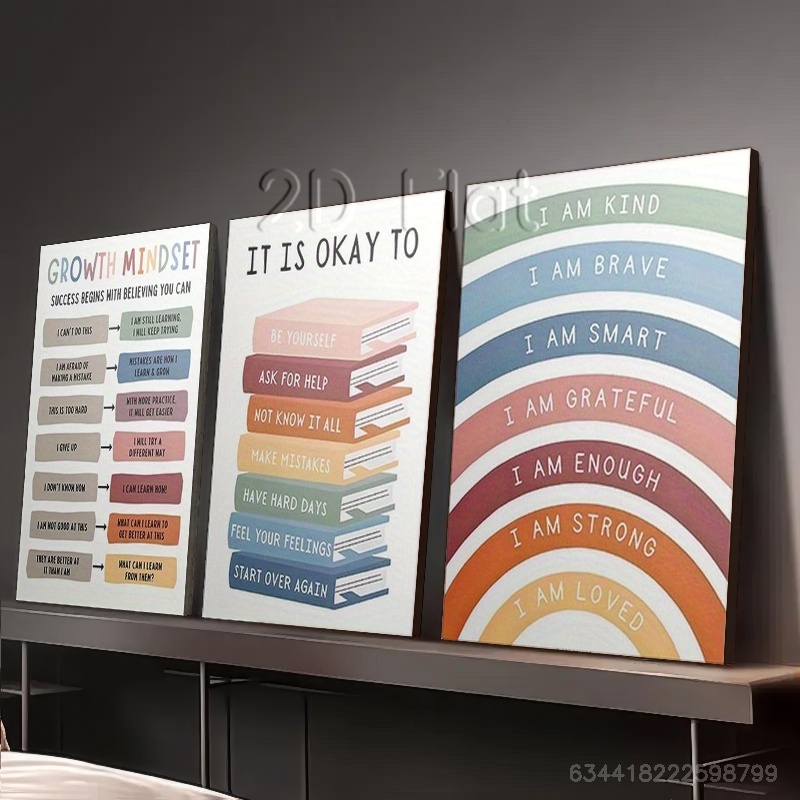 2D Flat
GROWTH MINDSET
SUCCESS BEGINS WITH BELIEVING YOU CAN
I CAN'T DO THIS
I AM STILL LEARNING,
I WILL KEEP TRYING
I AM AFRAID OF
MAKING A MISTAKE
MISTAKES ARE HOW I
LEARN & GROW
THIS IS TOO HARD
WITH MORE PRACTICE,
IT WILL GET EASIER
I GIVE UP
I WILL TRY A
DIFFERENT WAY
I DON'T KNOW HOW
I CAN LEARN HOW!
I AM NOT GOOD AT THIS
WHAT CAN I LEARN TO
GET BETTER AT THIS
THEY ARE BETTER AT
IT THAN I AM
WHAT CAN I LEARN
FROM THEM?
IT IS OKAY TO
BE YOURSELF
ASK FOR HELP
NOT KNOW IT ALL
MAKE MISTAKES
HAVE HARD DAYS
FEEL YOUR FEELINGS
START OVER AGAIN
I AM KIND
I AM BRAVE
I AM SMART
I AM GRATEFUL
I AM ENOUGH
I AM STRONG
I AM LOVED
634418222598799